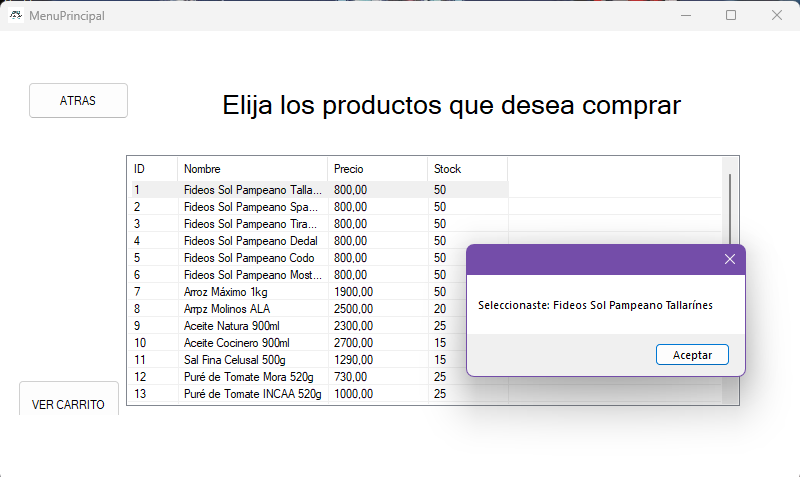 MenuPrincipal
ATRAS
Elija los productos que desea comprar
ID Nombre Precio Stock
1 Fideos Sol Pampeano Talla... 800,00 50
2 Fideos Sol Pampeano Spa... 800,00 50
3 Fideos Sol Pampeano Tira... 800,00 50
4 Fideos Sol Pampeano Dedal 800,00 50
5 Fideos Sol Pampeano Codo 800,00 50
6 Fideos Sol Pampeano Most... 800,00 50
7 Arroz Máximo 1kg 1900,00 50
8 Arrpz Molinos ALA 2500,00 20
9 Aceite Natura 900ml 2300,00 25
10 Aceite Cocinero 900ml 2700,00 15
11 Sal Fina Celusal 500g 1290,00 15
12 Puré de Tomate Mora 520g 730,00 25
13 Puré de Tomate INCAA 520g 1000,00 25
Seleccionaste: Fideos Sol Pampeano Tallarínes
Aceptar
VER CARRITO